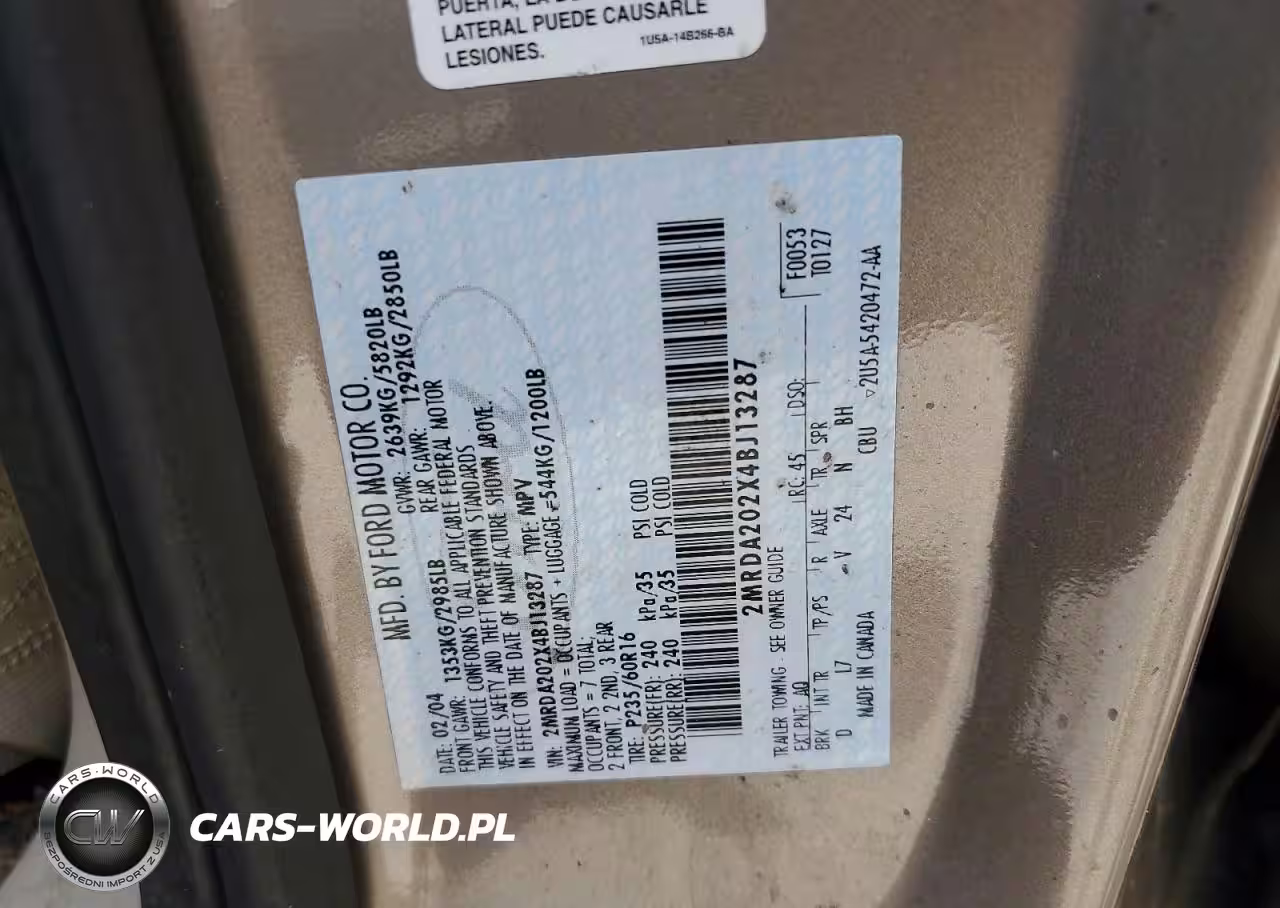 PUERTA, LA
LATERAL PUEDE CAUSARLE
LESIONES.
1U5A-14B266-BA
MFD. BY FORD MOTOR CO.
DATE: 02/04
GVWR: 2639KG/5820LB
FRONT GAWR: 1353KG/2985LB
REAR GAWR: 1292KG/2850LB
THIS VEHICLE CONFORMS TO ALL APPLICABLE FEDERAL MOTOR
VEHICLE SAFETY AND THEFT PREVENTION STANDARDS
IN EFFECT ON THE DATE OF MANUFACTURE SHOWN ABOVE.
VIN: 2MRDA202X4BJ13287 TYPE: MPV
MAXIMUM LOAD = OCCUPANTS + LUGGAGE = 544KG/1200LB
OCCUPANTS = 7 TOTAL:
2 FRONT, 2 2ND, 3 REAR
TIRE: P235/60R16
PRESSURE(FR): 240 kPa/35 PSI COLD
PRESSURE(RR): 240 kPa/35 PSI COLD
2MRDA202X4BJ13287
TRAILER TOWING - SEE OWNER GUIDE
F0053
T0127
EXT PNT: AQ RC: 45 DSO:
BRK INT TR TP/PS R AXLE TR SPR
D L7 V 24 N BH
MADE IN CANADA CBU ▽2U5A-5420472-AA
CARS-WORLD
CW
BEZPOŚREDNI IMPORT Z USA
CARS-WORLD.PL